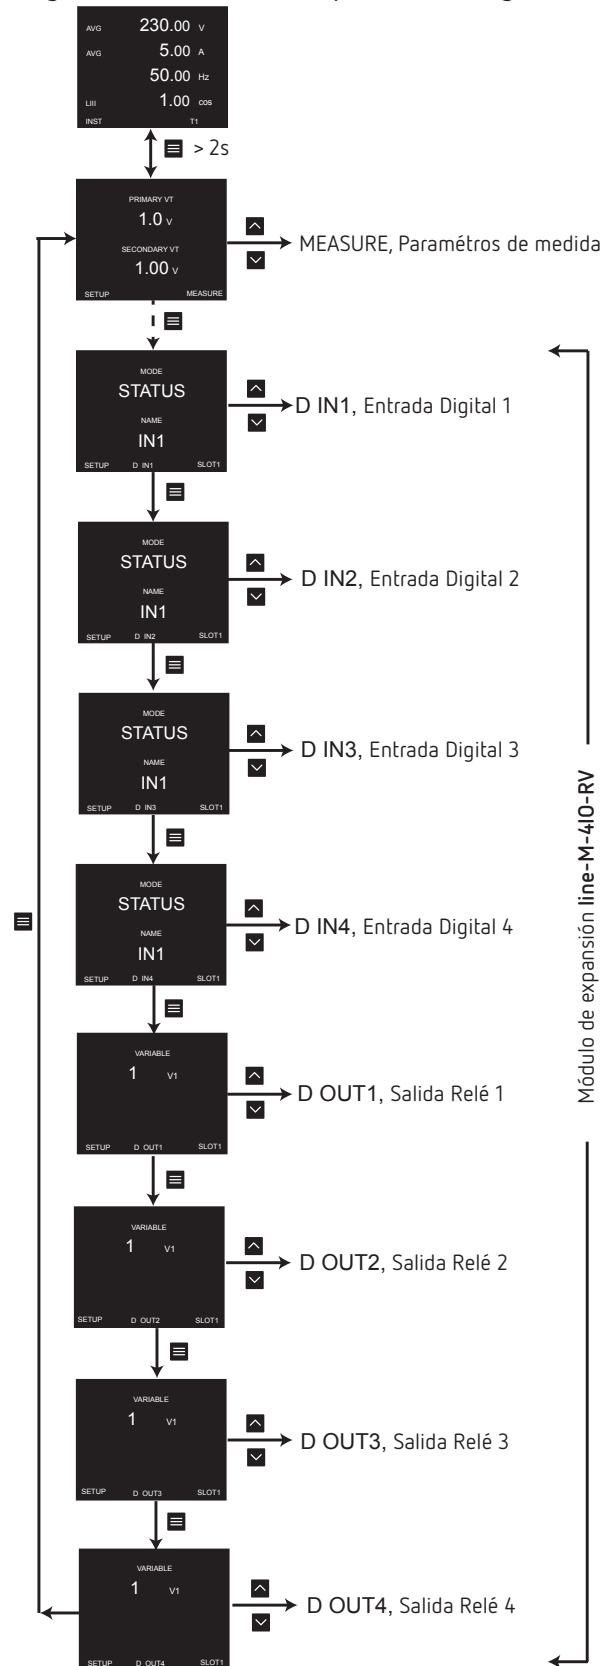 AVG 230.00 V
AVG 5.00 A
50.00 Hz
LIII 1.00 cos
INST T1
> 2s
PRIMARY VT
1.0 V
SECONDARY VT
1.00 V
SETUP MEASURE
MEASURE, Paramétros de medida
MODE
STATUS
NAME
IN1
SETUP D IN1 SLOT1
D IN1, Entrada Digital 1
MODE
STATUS
NAME
IN1
SETUP D IN2 SLOT1
D IN2, Entrada Digital 2
MODE
STATUS
NAME
IN1
SETUP D IN3 SLOT1
D IN3, Entrada Digital 3
MODE
STATUS
NAME
IN1
SETUP D IN4 SLOT1
D IN4, Entrada Digital 4
VARIABLE
1 V1
SETUP D OUT1 SLOT1
D OUT1, Salida Relé 1
VARIABLE
1 V1
SETUP D OUT2 SLOT1
D OUT2, Salida Relé 2
VARIABLE
1 V1
SETUP D OUT3 SLOT1
D OUT3, Salida Relé 3
VARIABLE
1 V1
SETUP D OUT4 SLOT1
D OUT4, Salida Relé 4
Módulo de expansión line-M-4IO-RV